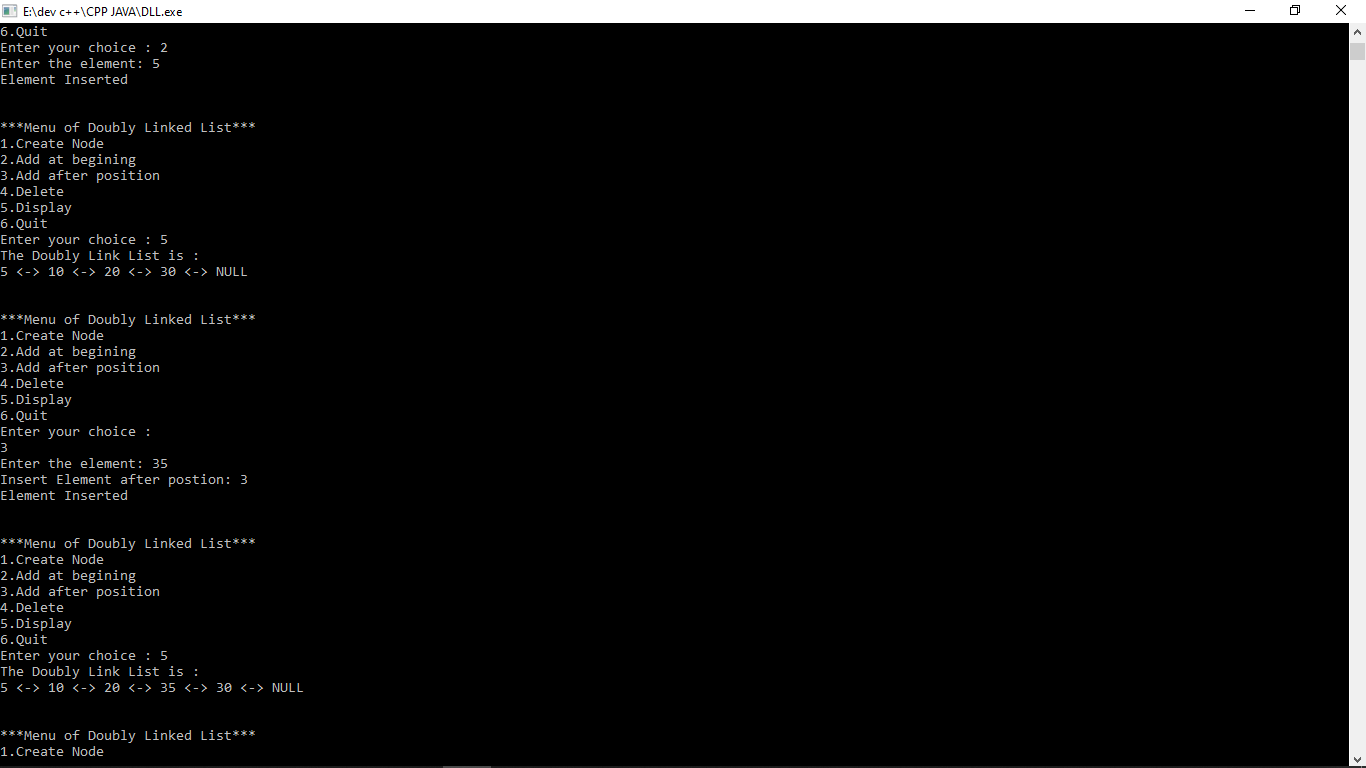 E:\dev c++\CPP JAVA\DLL.exe
6.Quit
Enter your choice : 2
Enter the element: 5
Element Inserted
***Menu of Doubly Linked List***
1.Create Node
2.Add at begining
3.Add after position
4.Delete
5.Display
6.Quit
Enter your choice : 5
The Doubly Link List is :
5 <-> 10 <-> 20 <-> 30 <-> NULL
***Menu of Doubly Linked List***
1.Create Node
2.Add at begining
3.Add after position
4.Delete
5.Display
6.Quit
Enter your choice :
3
Enter the element: 35
Insert Element after postion: 3
Element Inserted
***Menu of Doubly Linked List***
1.Create Node
2.Add at begining
3.Add after position
4.Delete
5.Display
6.Quit
Enter your choice : 5
The Doubly Link List is :
5 <-> 10 <-> 20 <-> 35 <-> 30 <-> NULL
***Menu of Doubly Linked List***
1.Create Node